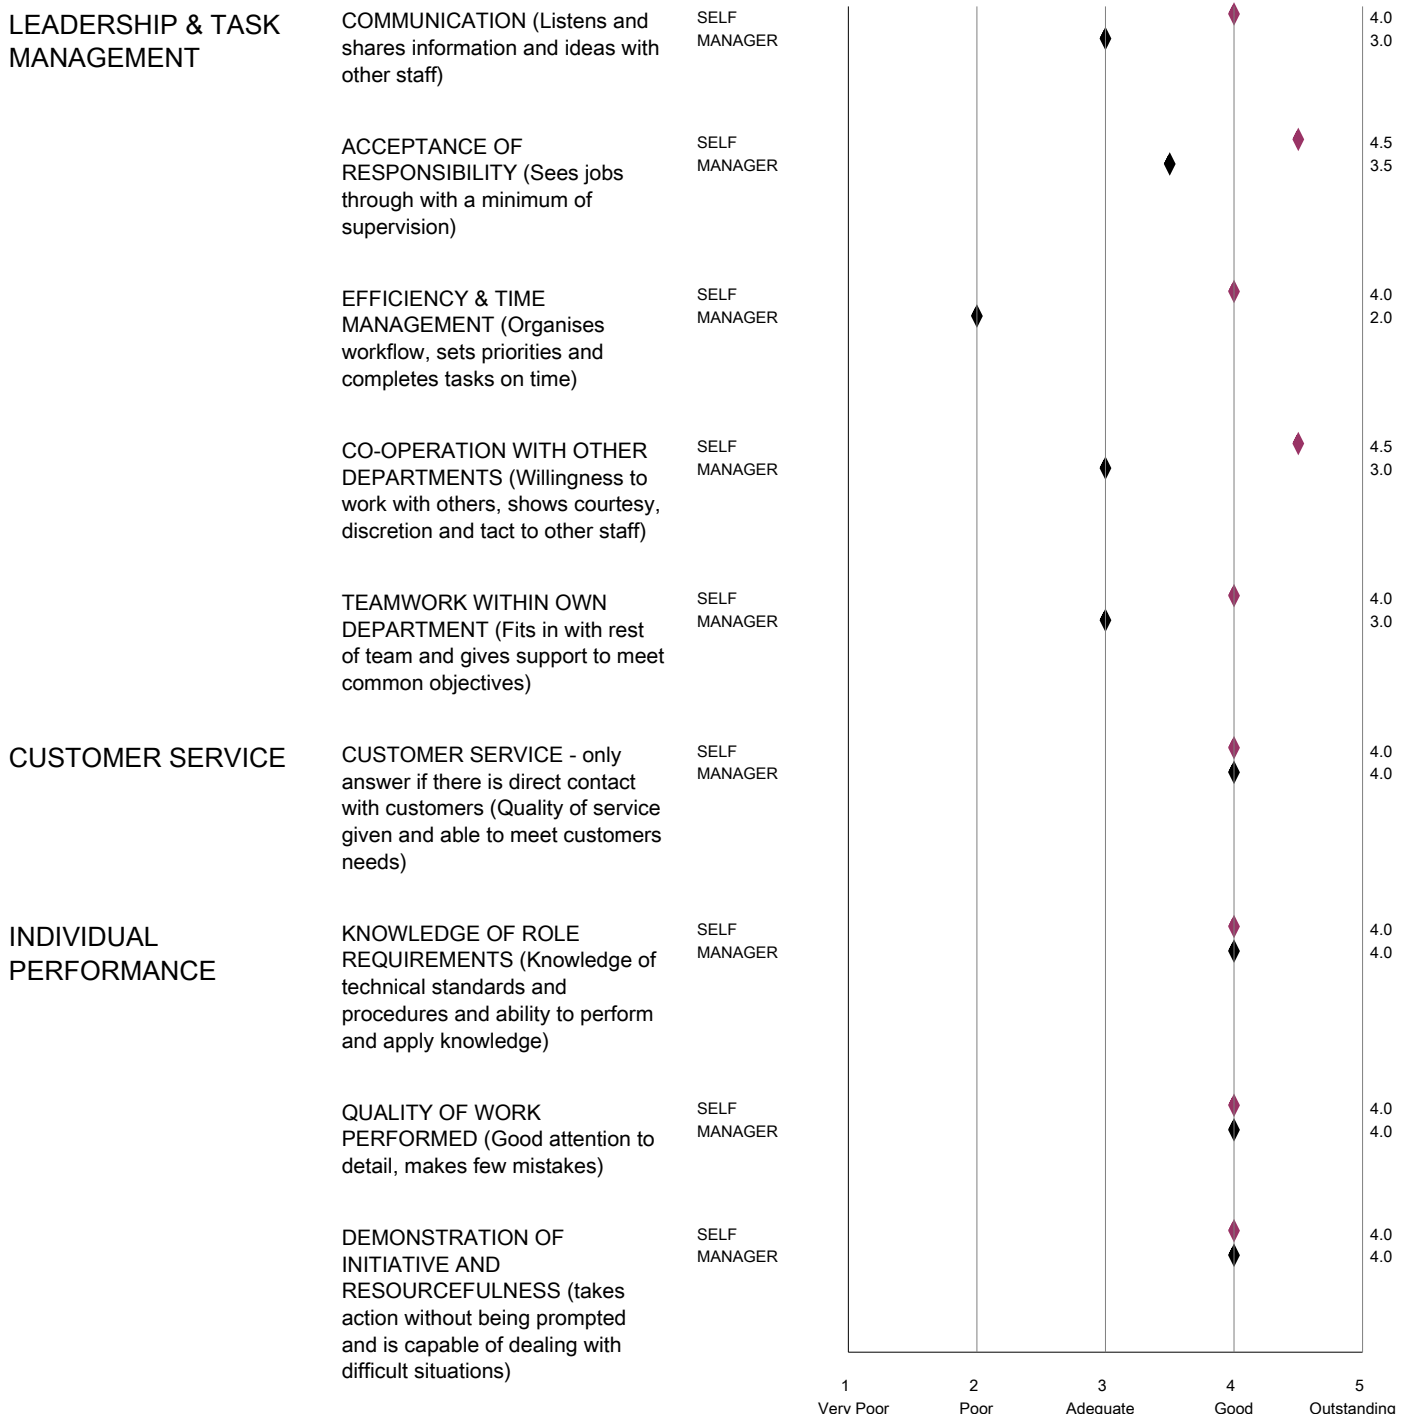 LEADERSHIP & TASK
MANAGEMENT
COMMUNICATION (Listens and
shares information and ideas with
other staff)
SELF
MANAGER
4.0
3.0
ACCEPTANCE OF
RESPONSIBILITY (Sees jobs
through with a minimum of
supervision)
SELF
MANAGER
4.5
3.5
EFFICIENCY & TIME
MANAGEMENT (Organises
workflow, sets priorities and
completes tasks on time)
SELF
MANAGER
4.0
2.0
CO-OPERATION WITH OTHER
DEPARTMENTS (Willingness to
work with others, shows courtesy,
discretion and tact to other staff)
SELF
MANAGER
4.5
3.0
TEAMWORK WITHIN OWN
DEPARTMENT (Fits in with rest
of team and gives support to meet
common objectives)
SELF
MANAGER
4.0
3.0
CUSTOMER SERVICE
CUSTOMER SERVICE - only
answer if there is direct contact
with customers (Quality of service
given and able to meet customers
needs)
SELF
MANAGER
4.0
4.0
INDIVIDUAL
PERFORMANCE
KNOWLEDGE OF ROLE
REQUIREMENTS (Knowledge of
technical standards and
procedures and ability to perform
and apply knowledge)
SELF
MANAGER
4.0
4.0
QUALITY OF WORK
PERFORMED (Good attention to
detail, makes few mistakes)
SELF
MANAGER
4.0
4.0
DEMONSTRATION OF
INITIATIVE AND
RESOURCEFULNESS (takes
action without being prompted
and is capable of dealing with
difficult situations)
SELF
MANAGER
4.0
4.0
1 2 3 4 5
Very Poor Poor Adequate Good Outstanding